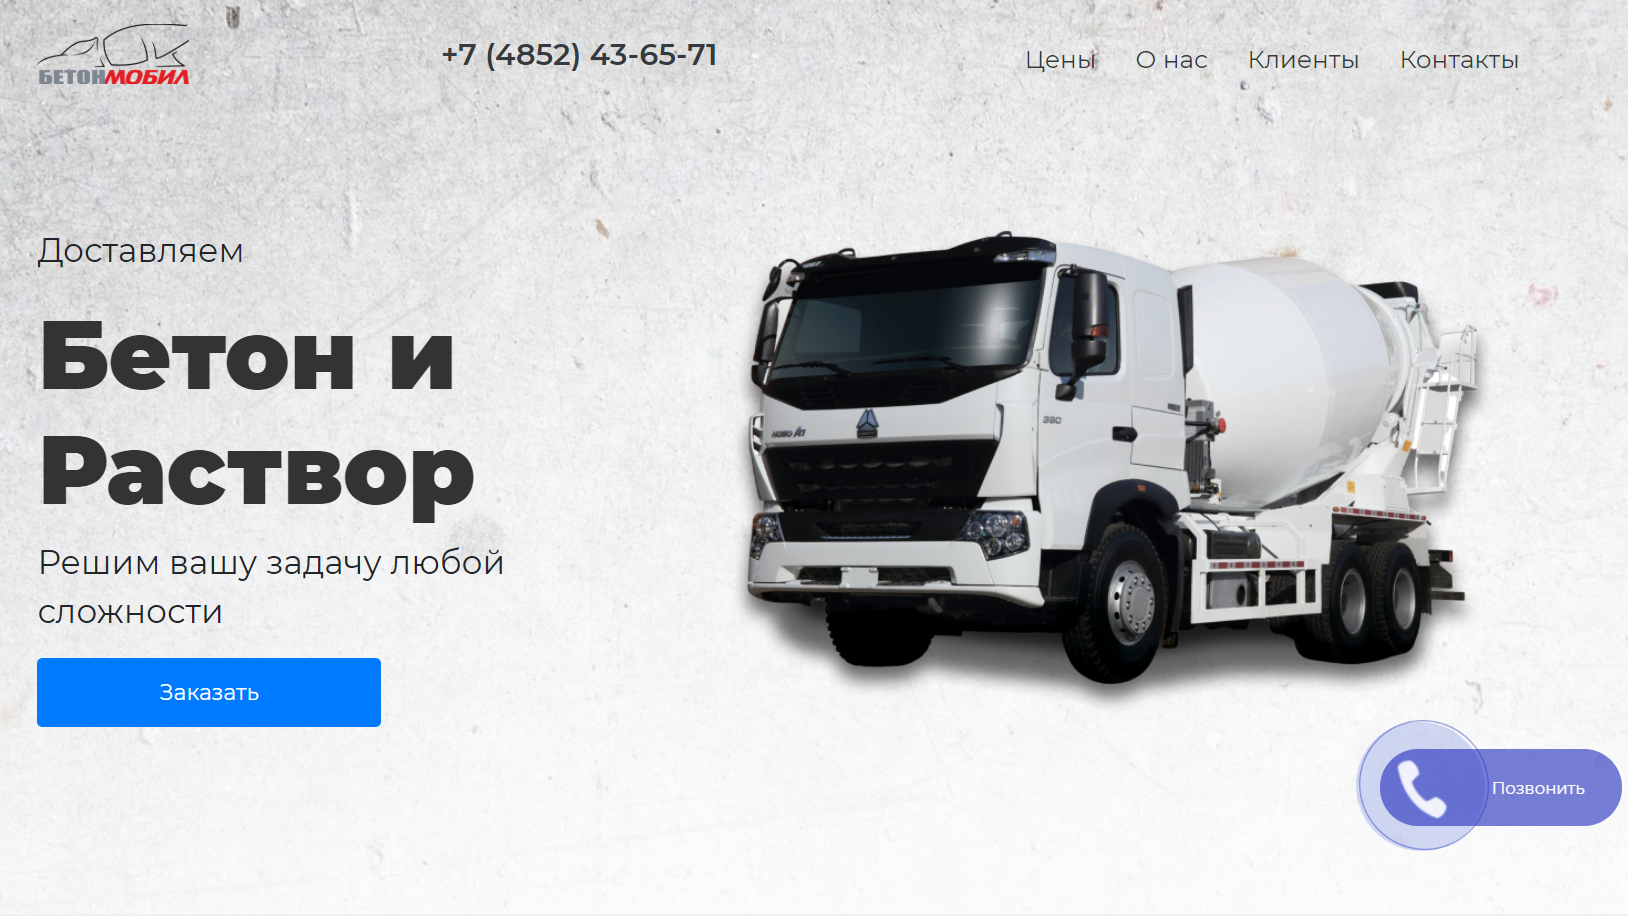 БЕТОНМОБИЛ
+7 (4852) 43-65-71
Цены
О нас
Клиенты
Контакты
Доставляем
Бетон и
Раствор
Решим вашу задачу любой
сложности
Заказать
HOWO A7
380
Позвонить